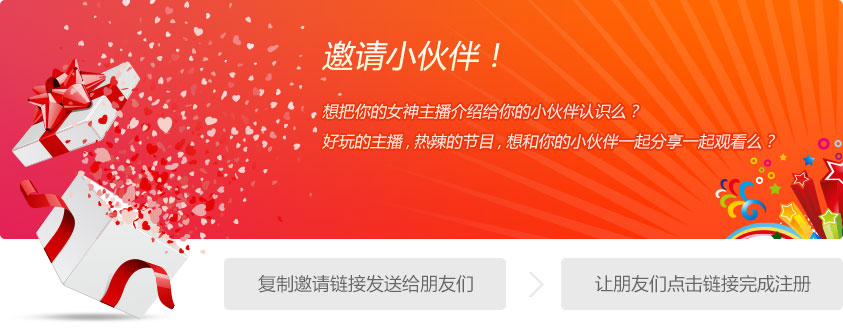 邀请小伙伴！
想把你的女神主播介绍给你的小伙伴认识么？
好玩的主播 , 热辣的节目 , 想和你的小伙伴一起分享一起观看么？
复制邀请链接发送给朋友们
让朋友们点击链接完成注册